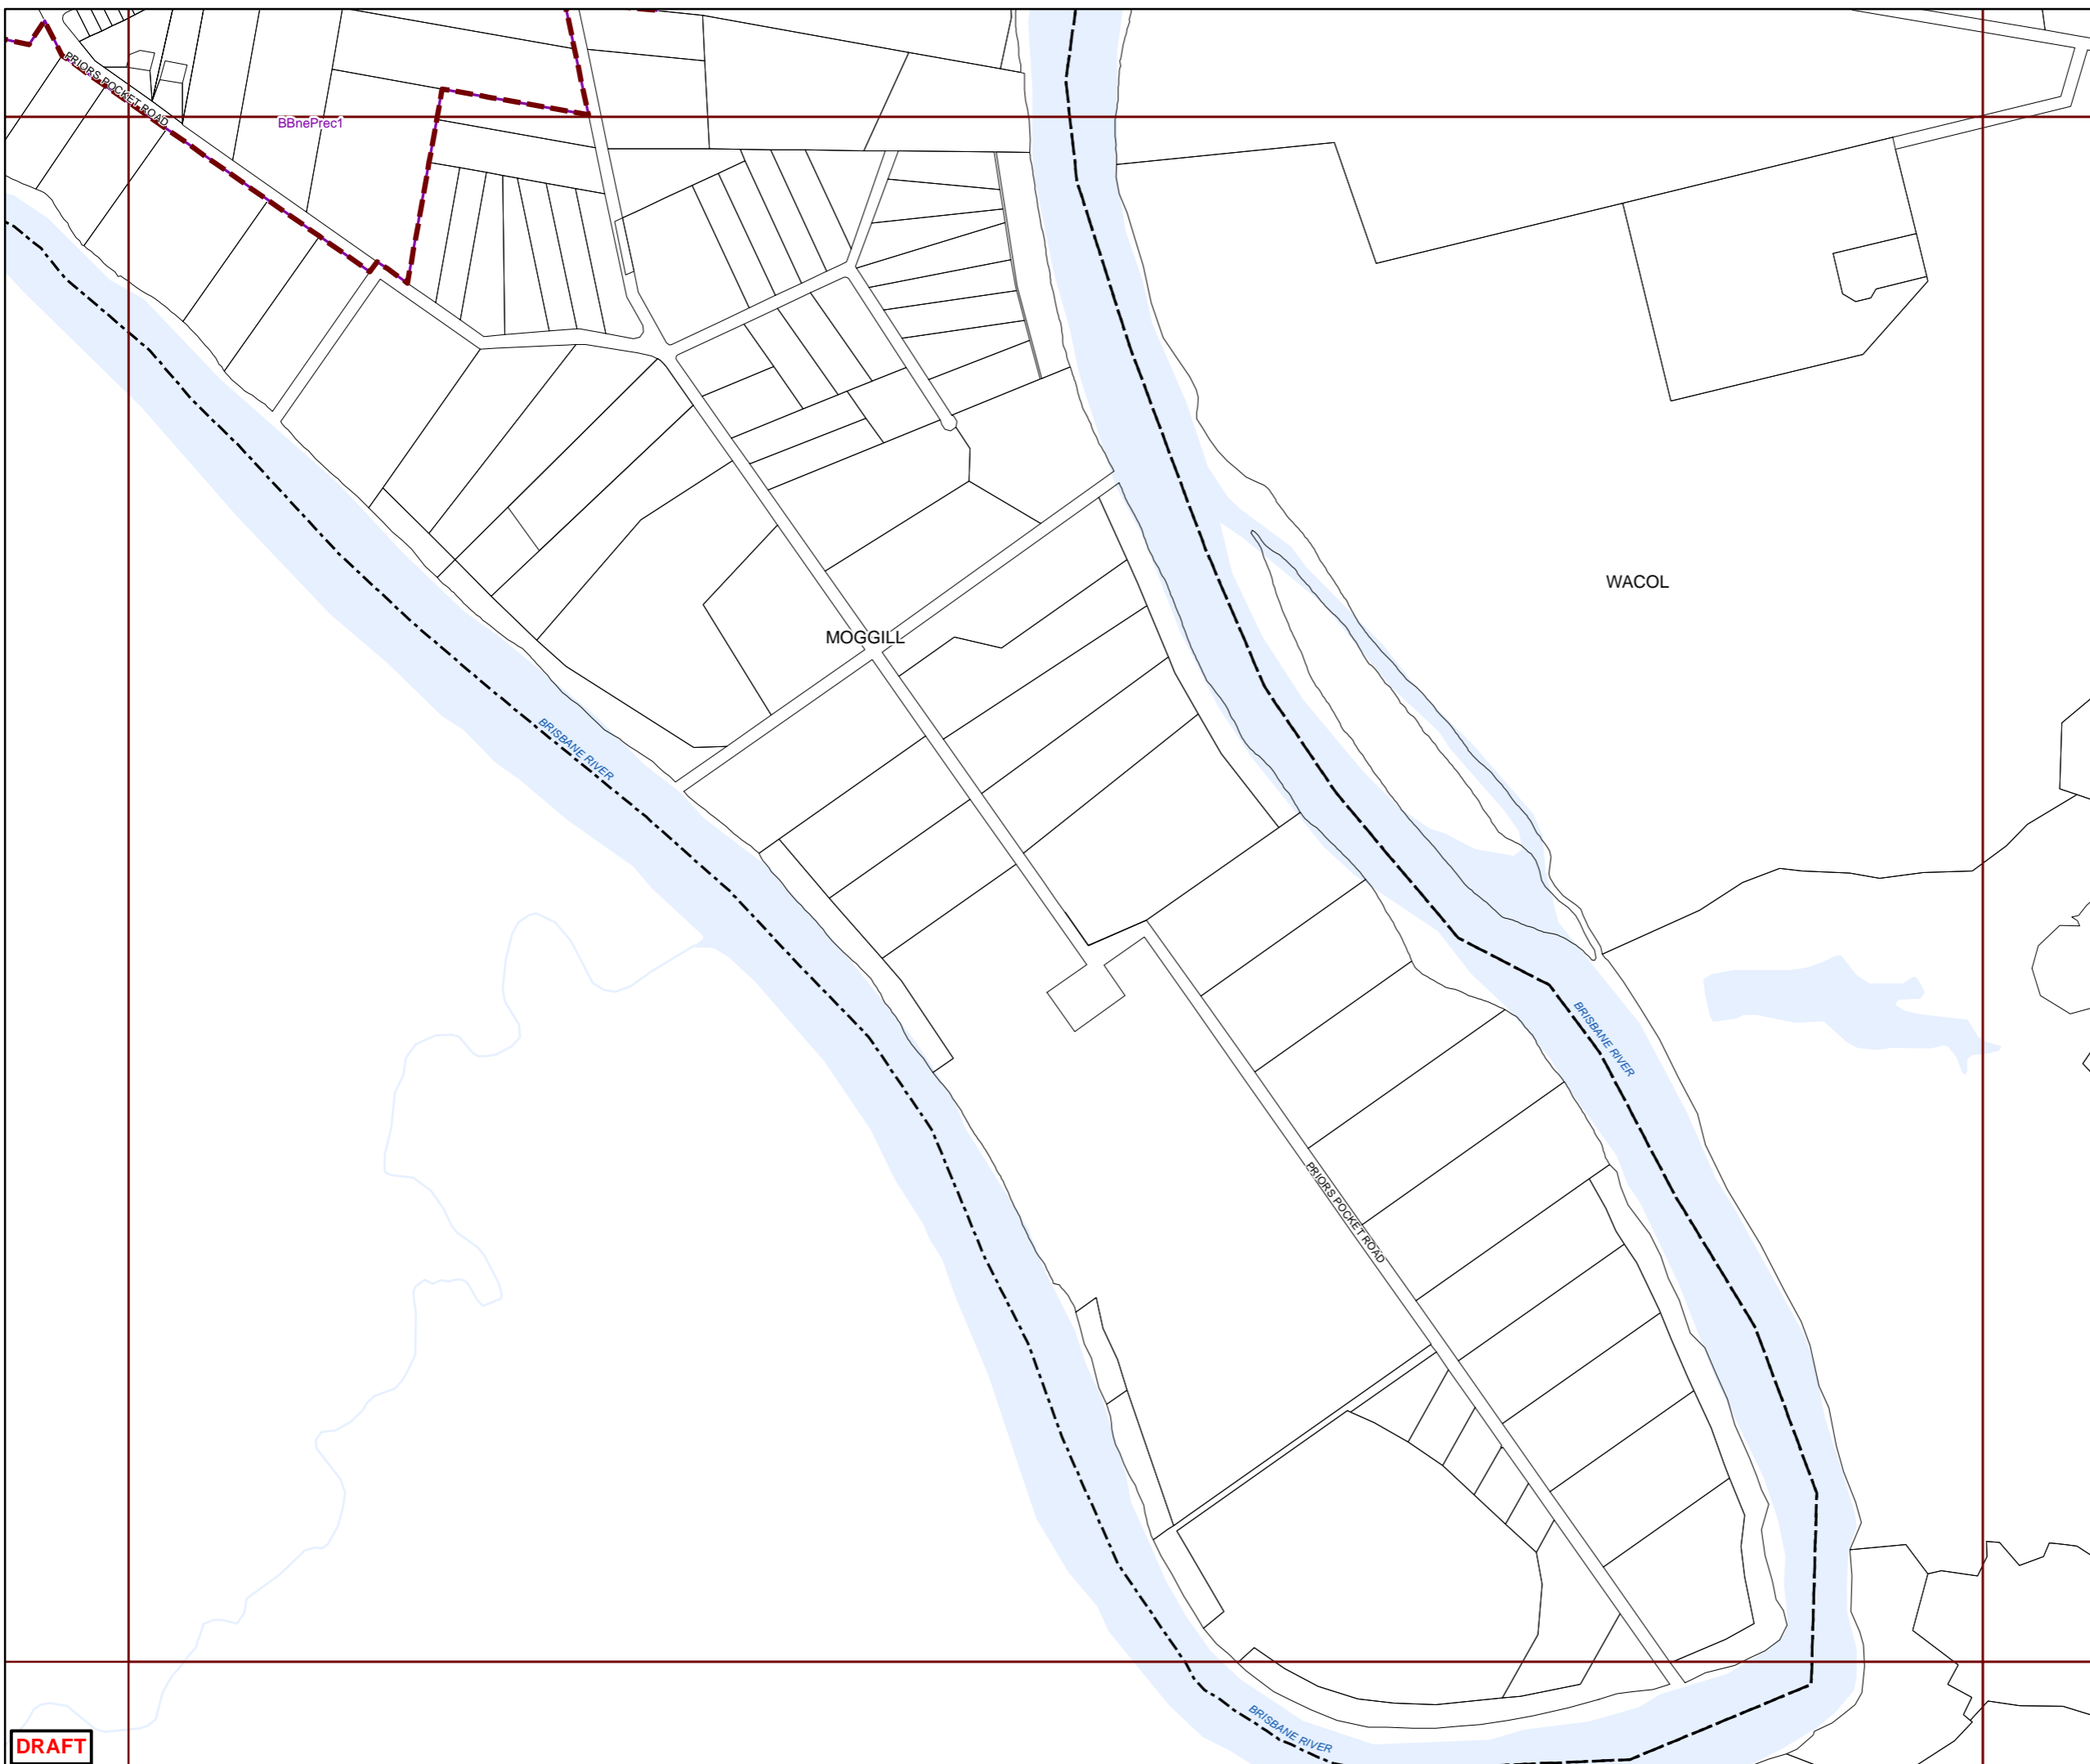 PRIORS POCKET ROAD
BBnePrec1
WACOL
MOGGILL
BRISBANE RIVER
BRISBANE RIVER
PRIORS POCKET ROAD
BRISBANE RIVER
DRAFT